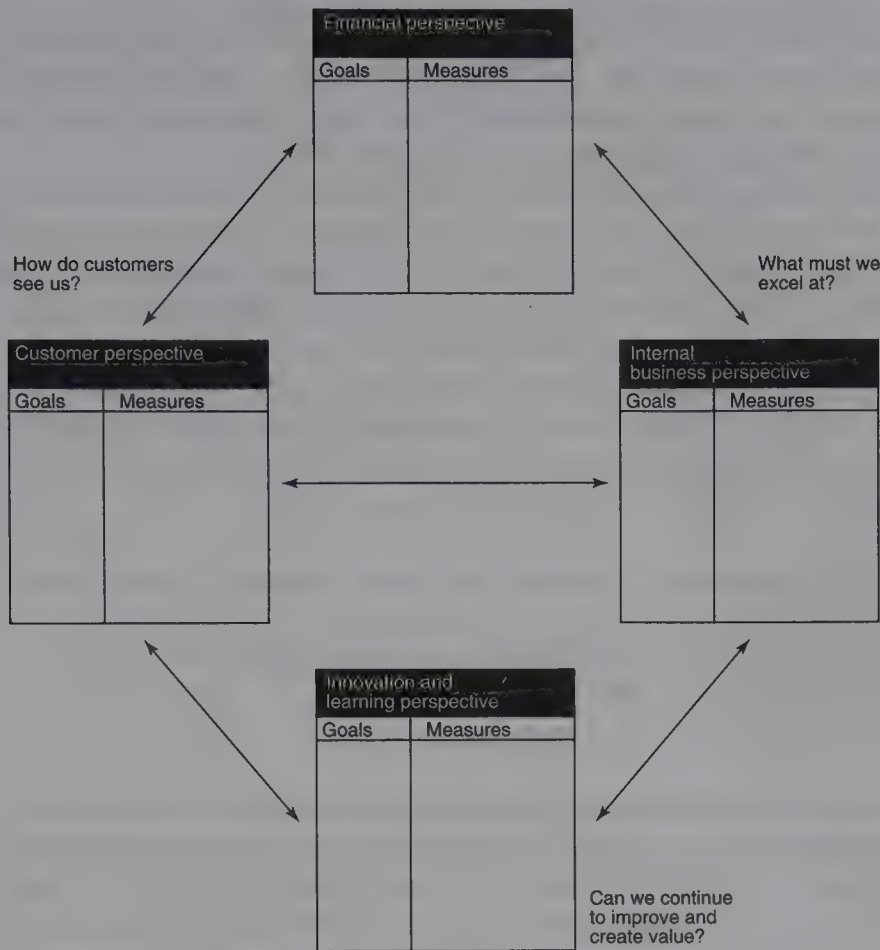 Financial perspective
Goals Measures
How do customers
see us?
What must we
excel at?
Customer perspective
Goals Measures
Internal
business perspective
Goals Measures
Innovation and
learning perspective
Goals Measures
Can we continue
to improve and
create value?